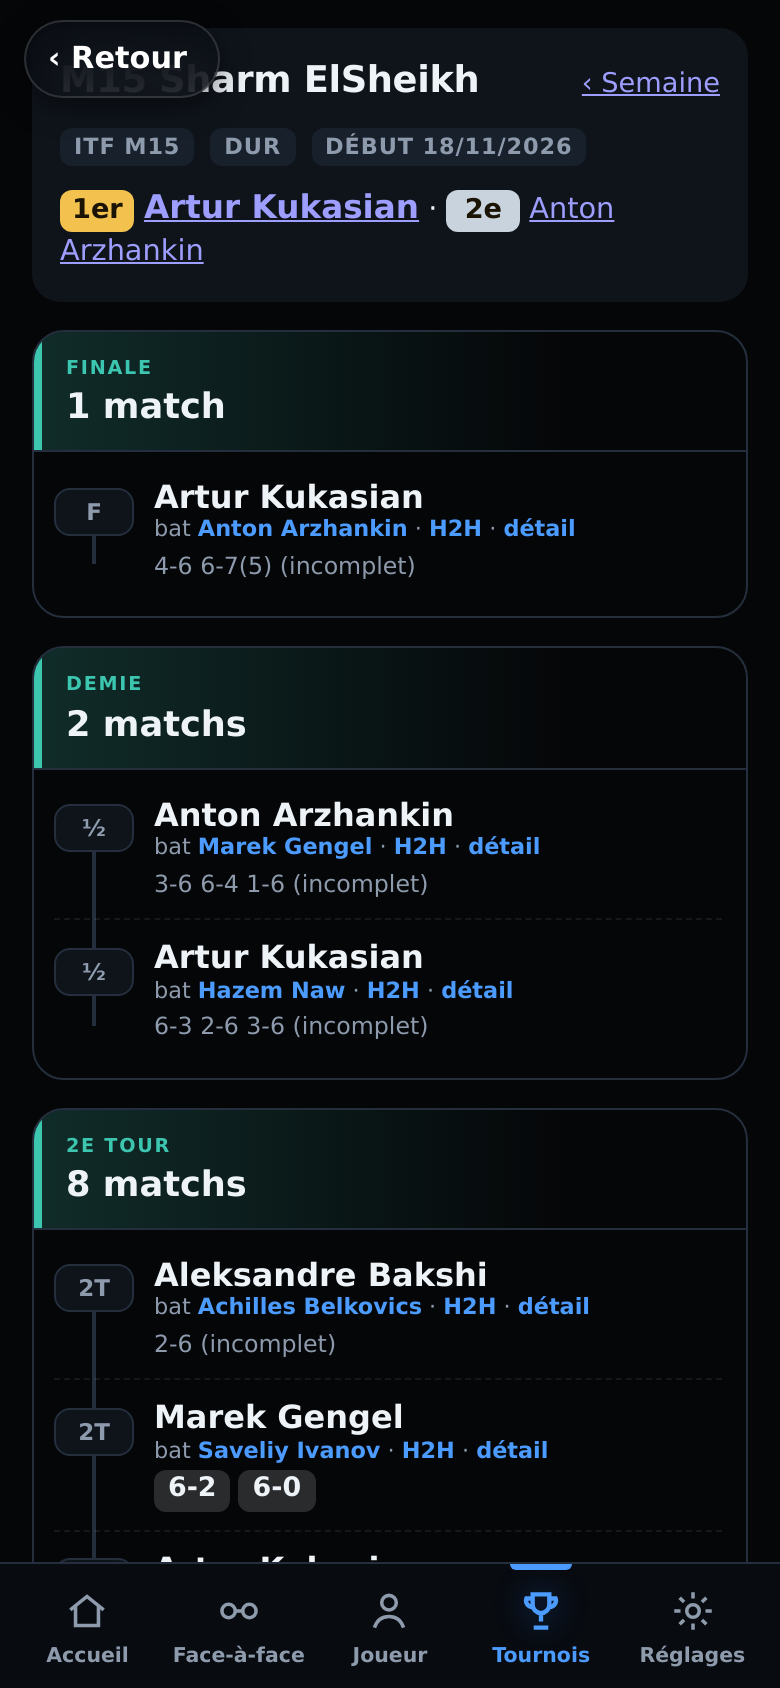 ‹ Retour
M15 Sharm ElSheikh
‹ Semaine
ITF M15 DUR DÉBUT 18/11/2026
1er Artur Kukasian · 2e Anton
Arzhankin
FINALE
1 match
F
Artur Kukasian
bat Anton Arzhankin · H2H · détail
4-6 6-7(5) (incomplet)
DEMIE
2 matchs
½
Anton Arzhankin
bat Marek Gengel · H2H · détail
3-6 6-4 1-6 (incomplet)
½
Artur Kukasian
bat Hazem Naw · H2H · détail
6-3 2-6 3-6 (incomplet)
2E TOUR
8 matchs
2T
Aleksandre Bakshi
bat Achilles Belkovics · H2H · détail
2-6 (incomplet)
2T
Marek Gengel
bat Saveliy Ivanov · H2H · détail
6-2 6-0
Accueil Face-à-face Joueur Tournois Réglages